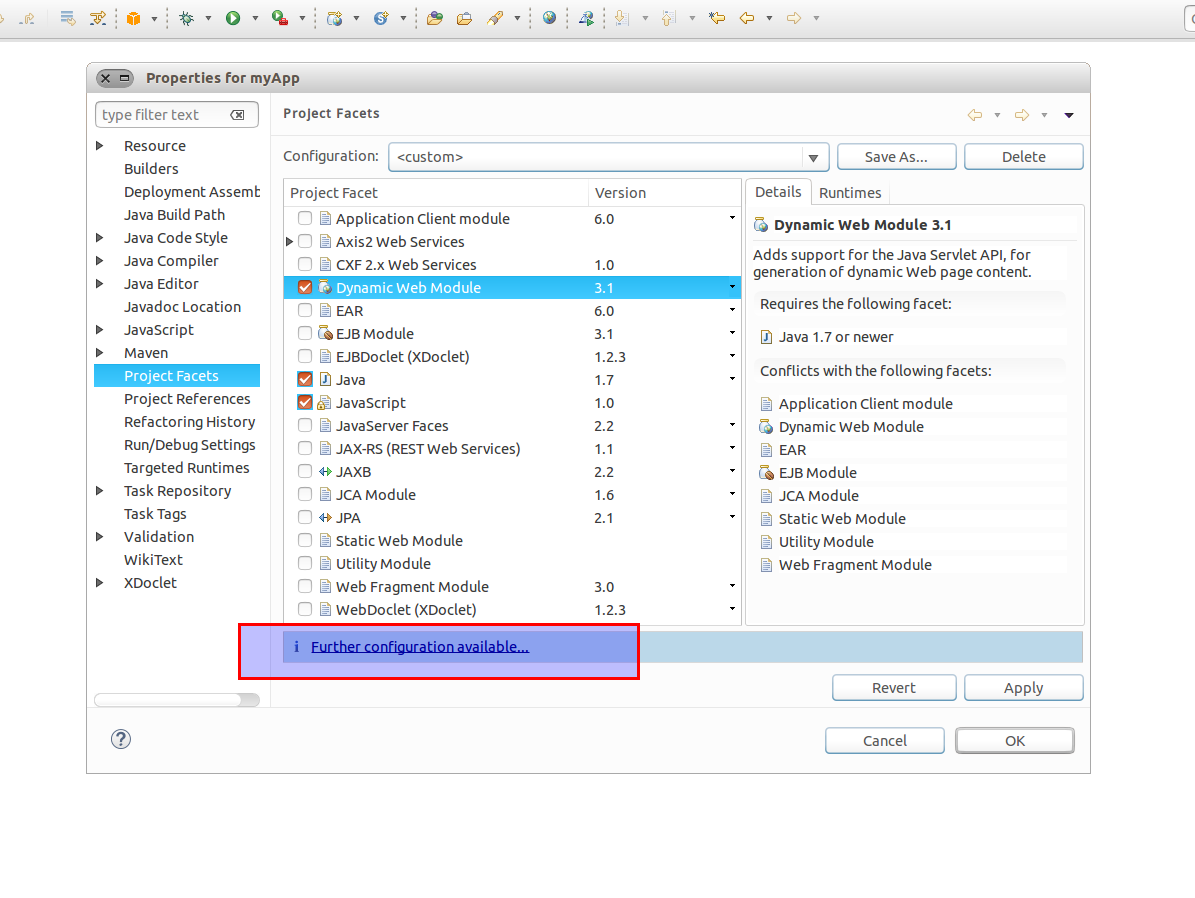 Properties for myApp
type filter text
Resource
Builders
Deployment Assemb
Java Build Path
Java Code Style
Java Compiler
Java Editor
Javadoc Location
JavaScript
Maven
Project Facets
Project References
Refactoring History
Run/Debug Settings
Targeted Runtimes
Task Repository
Task Tags
Validation
WikiText
XDoclet
Project Facets
Configuration: <custom> Save As... Delete
Project Facet Version
Application Client module 6.0
Axis2 Web Services
CXF 2.x Web Services 1.0
Dynamic Web Module 3.1
EAR 6.0
EJB Module 3.1
EJBDoclet (XDoclet) 1.2.3
Java 1.7
JavaScript 1.0
JavaServer Faces 2.2
JAX-RS (REST Web Services) 1.1
JAXB 2.2
JCA Module 1.6
JPA 2.1
Static Web Module
Utility Module
Web Fragment Module 3.0
WebDoclet (XDoclet) 1.2.3
Details Runtimes
Dynamic Web Module 3.1
Adds support for the Java Servlet API, for
generation of dynamic Web page content.
Requires the following facet:
Java 1.7 or newer
Conflicts with the following facets:
Application Client module
Dynamic Web Module
EAR
EJB Module
JCA Module
Static Web Module
Utility Module
Web Fragment Module
i Further configuration available...
Revert Apply
? Cancel OK